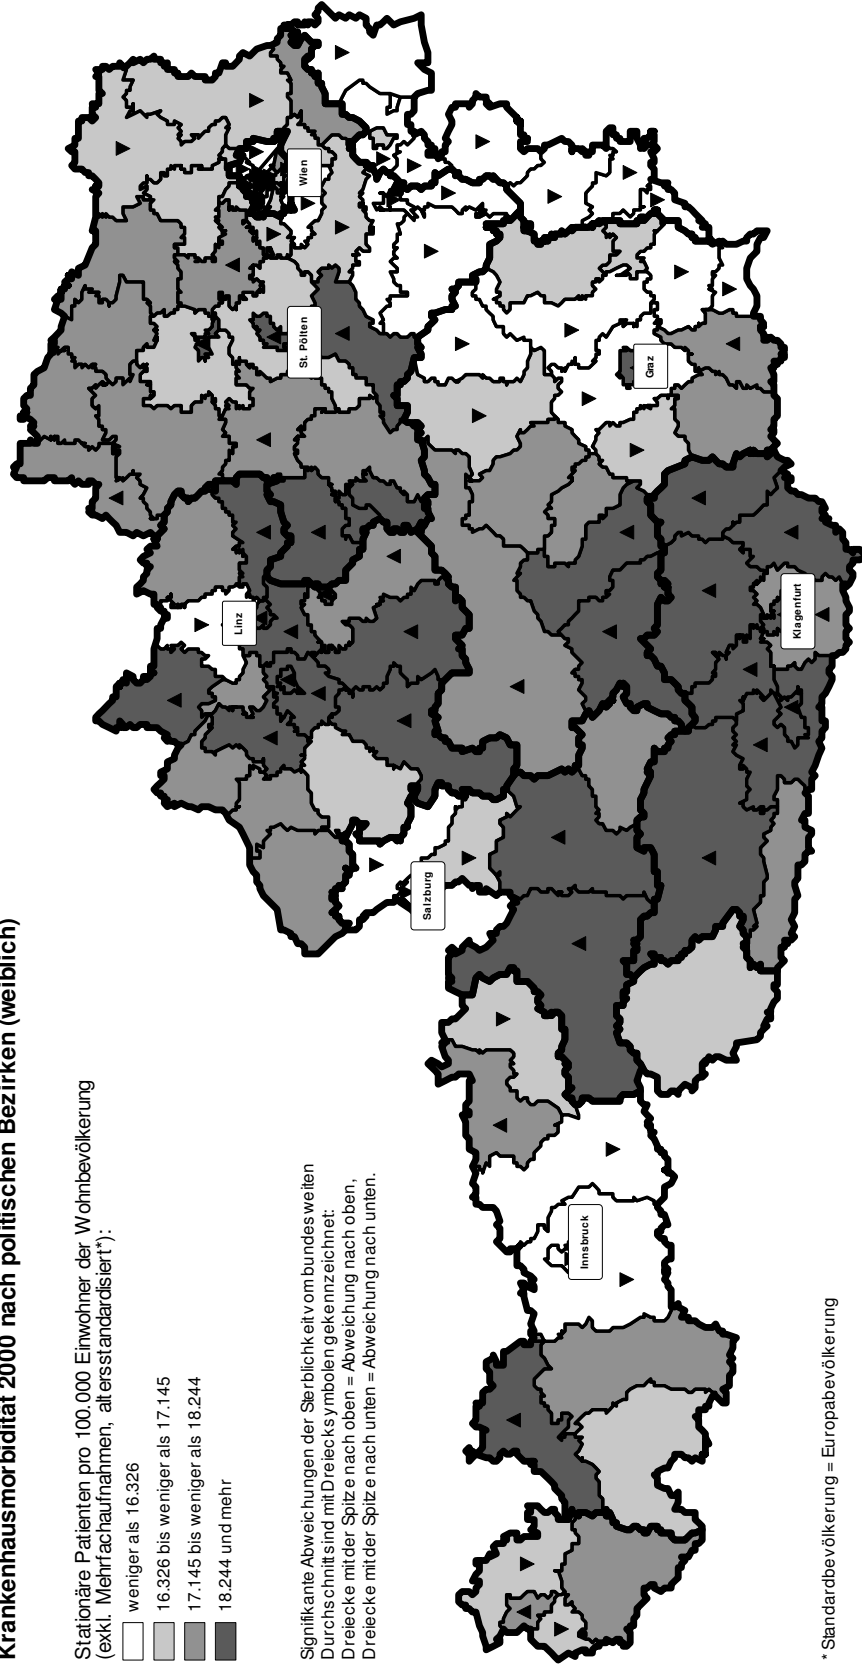 Krankenhausmorbidität 2000 nach politischen Bezirken (weiblich)
Stationäre Patienten pro 100.000 Einwohner der Wohnbevölkerung
(exkl. Mehrfachaufnahmen, altersstandardisiert*):
weniger als 16.326
16.326 bis weniger als 17.145
17.145 bis weniger als 18.244
18.244 und mehr
Signifikante Abweichungen der Sterblichkeit vom bundesweiten
Durchschnitt sind mit Dreieckssymbolen gekennzeichnet:
Dreiecke mit der Spitze nach oben = Abweichung nach oben,
Dreiecke mit der Spitze nach unten = Abweichung nach unten.
Wien
St. Pölten
Linz
Salzburg
Innsbruck
Graz
Klagenfurt
* Standardbevölkerung = Europabevölkerung